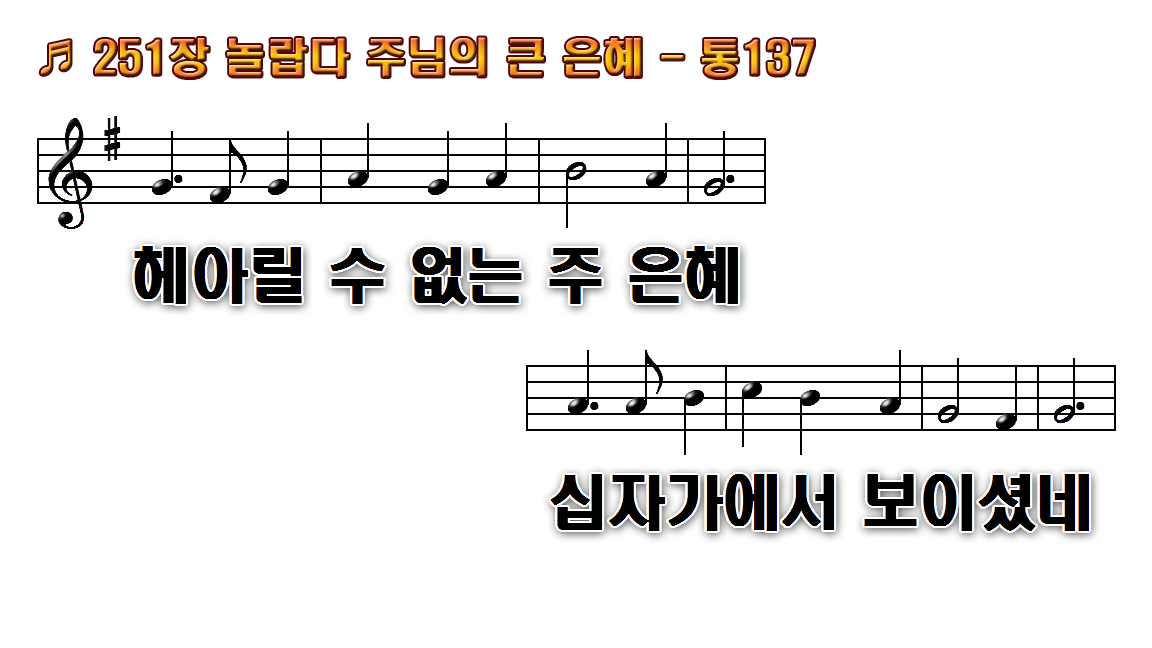 ♬ 251장 놀랍다 주님의 큰 은혜 - 통137
헤아릴 수 없는 주 은혜
십자가에서 보이셨네